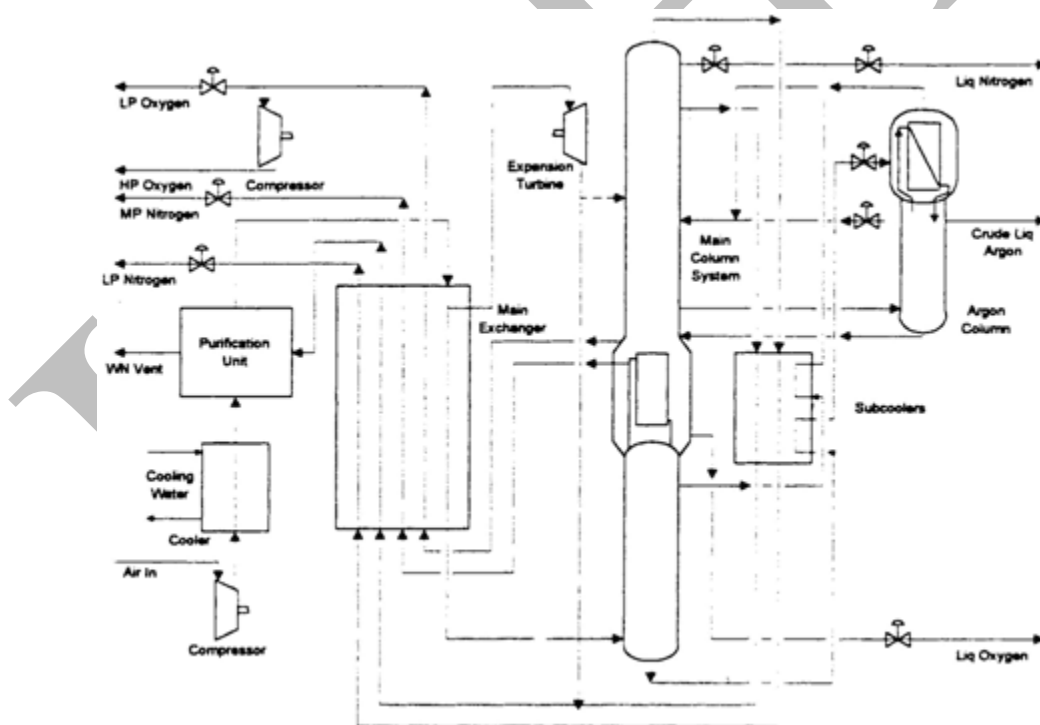 Liq Nitrogen
LP Oxygen
HP Oxygen
Compressor
Expension
Turbine
MP Nitrogen
LP Nitrogen
Main
Column
System
Crude Liq
Argon
Main
Exchanger
Argon
Column
Purification
Unit
WN Vent
Subcoolers
Cooling
Water
Cooler
Air In
Compressor
Liq Oxygen